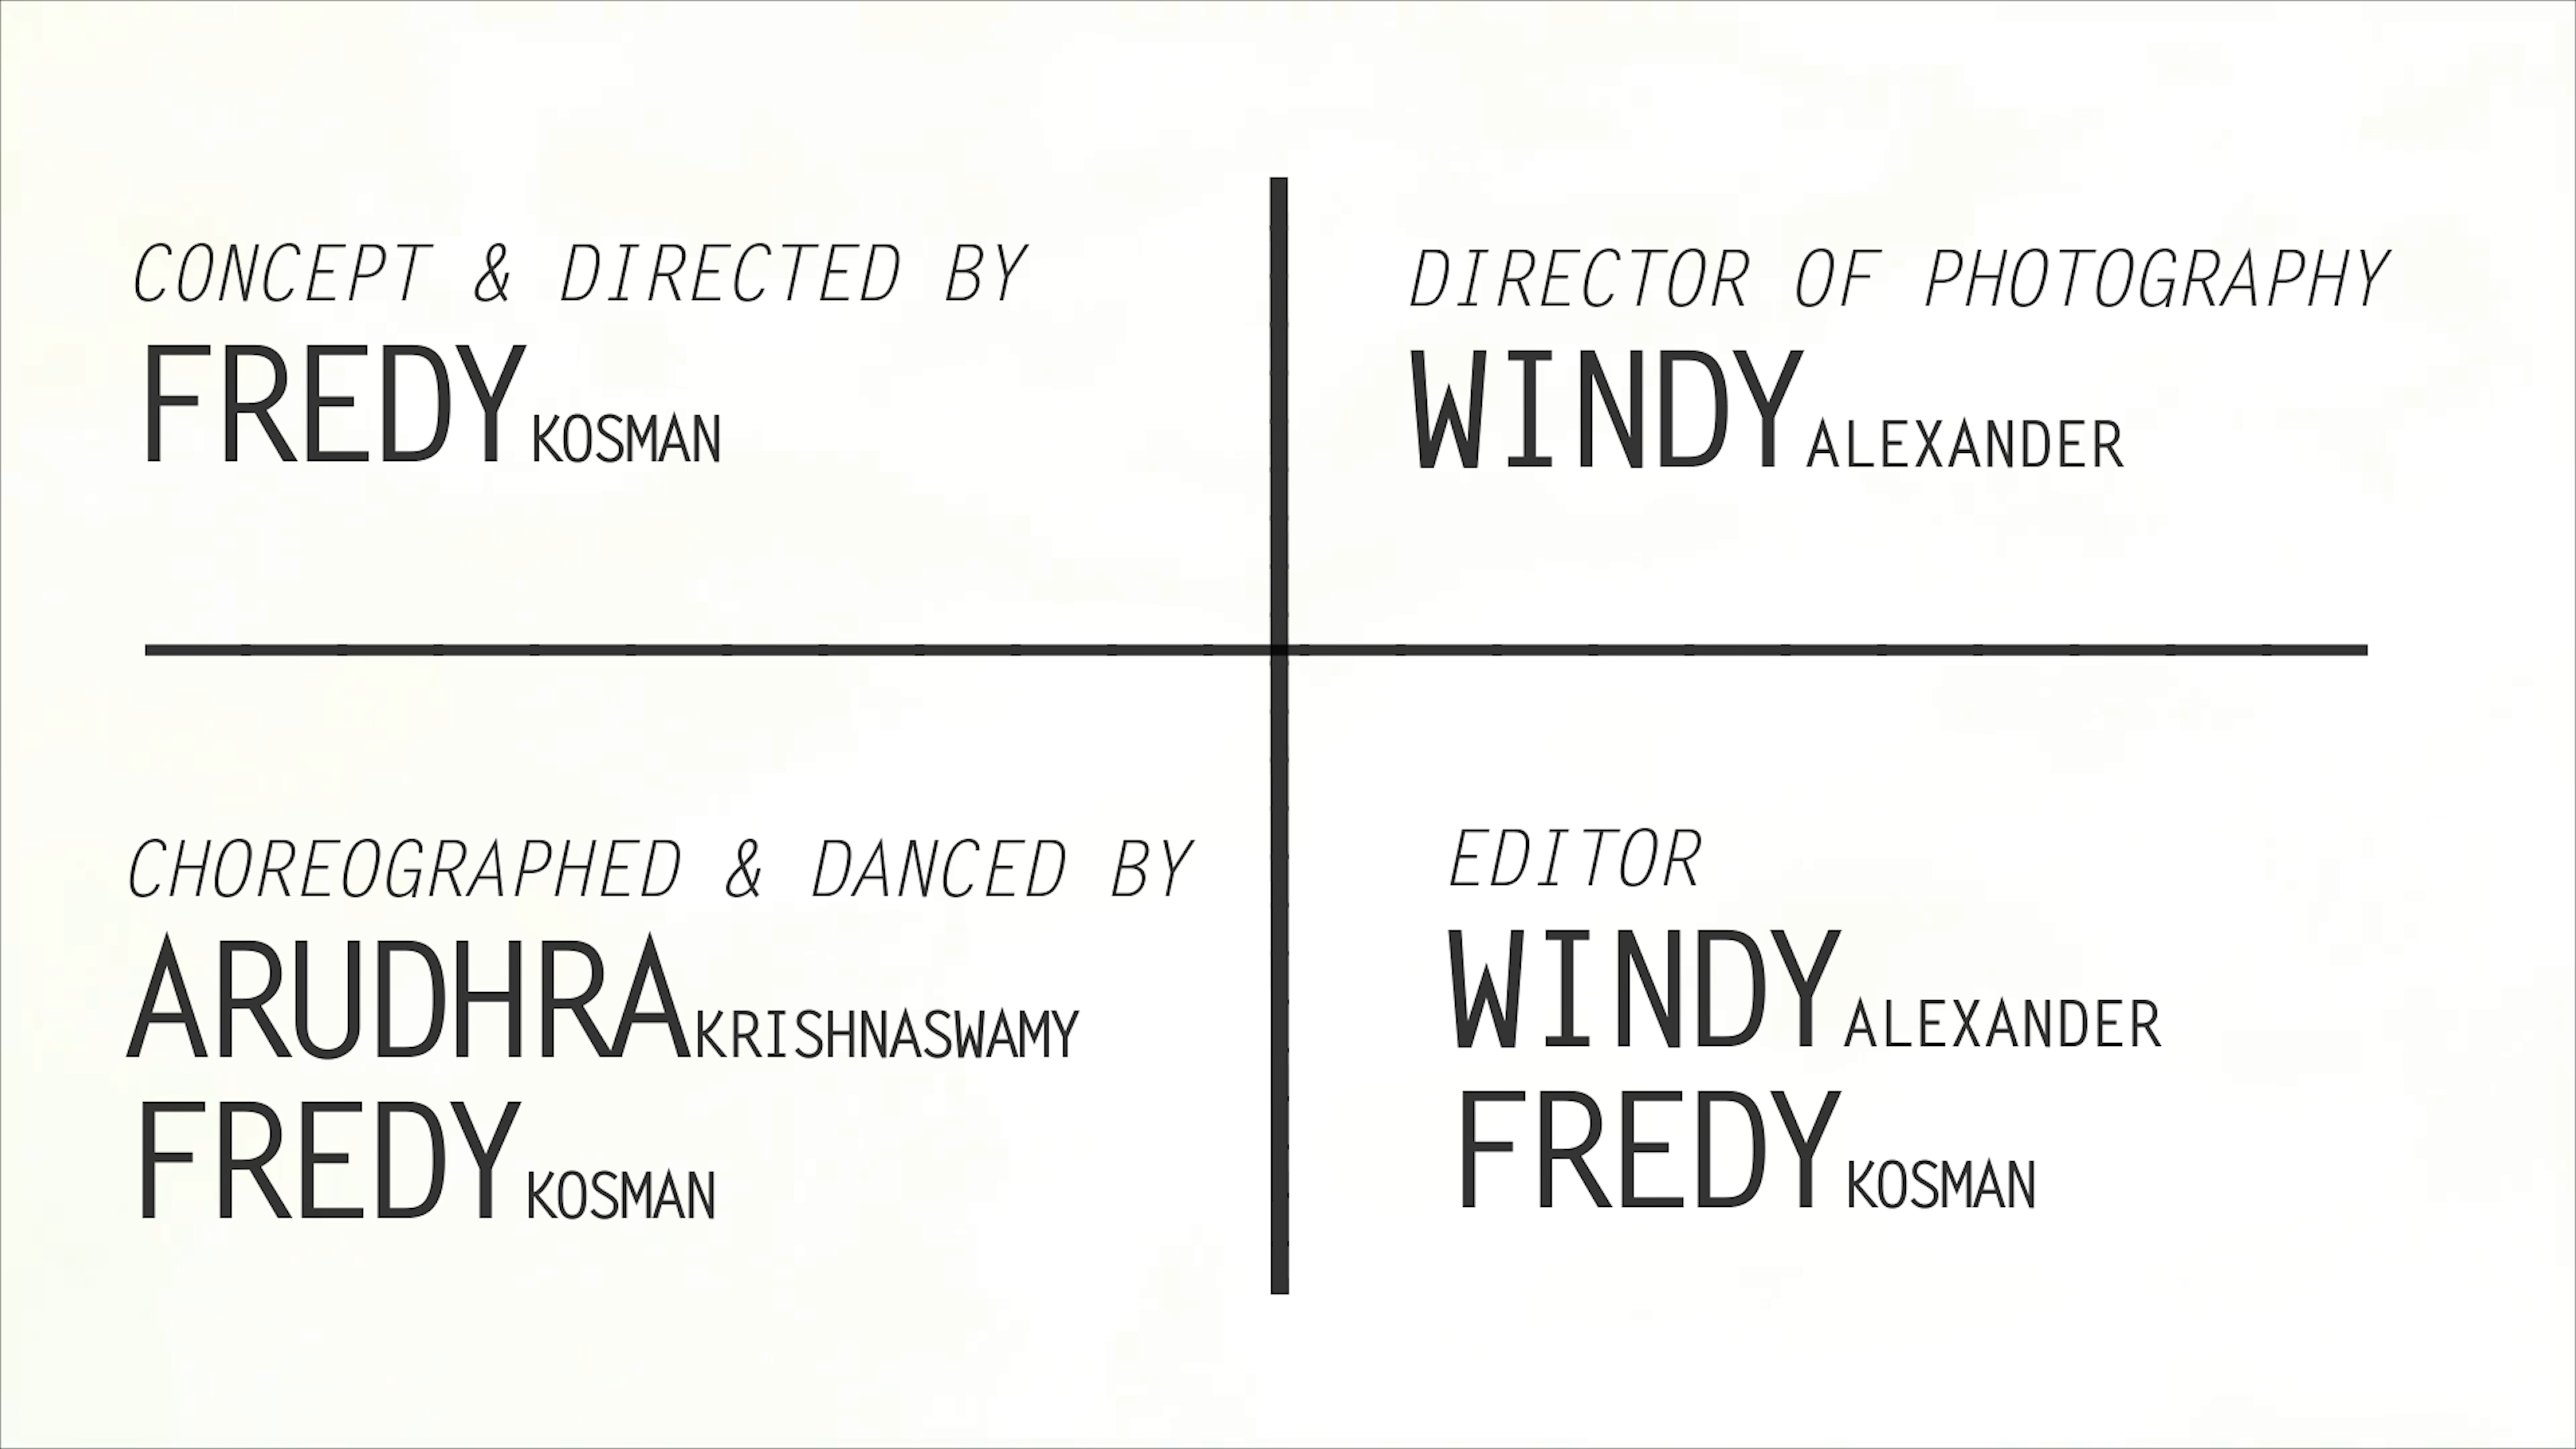 CONCEPT & DIRECTED BY
FREDY KOSMAN
DIRECTOR OF PHOTOGRAPHY
WINDY ALEXANDER
CHOREOGRAPHED & DANCED BY
ARUDHRA KRISHNASWAMY
FREDY KOSMAN
EDITOR
WINDY ALEXANDER
FREDY KOSMAN